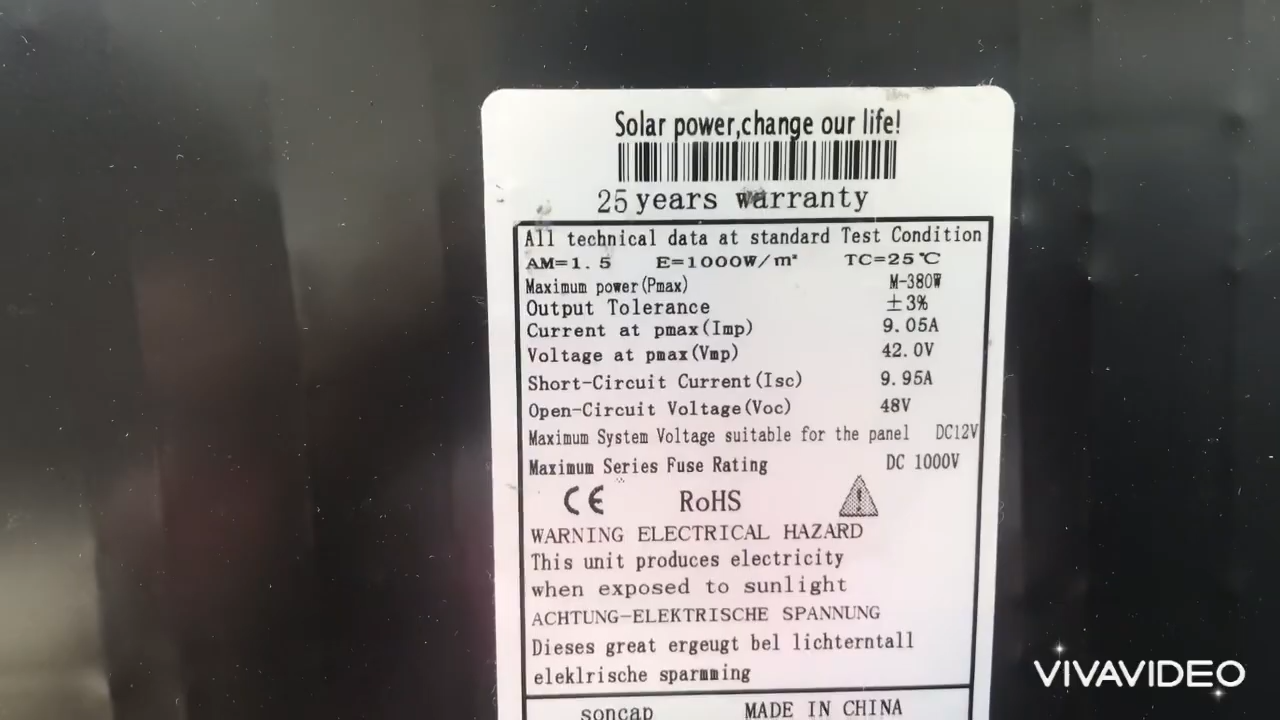 Solar power,change our life!
25 years warranty
All technical data at standard Test Condition
AM=1.5 E=1000W/m² TC=25℃
Maximum power(Pmax) M-380W
Output Tolerance ±3%
Current at pmax(Imp) 9.05A
Voltage at pmax(Vmp) 42.0V
Short-Circuit Current(Isc) 9.95A
Open-Circuit Voltage(Voc) 48V
Maximum System Voltage suitable for the panel DC12V
Maximum Series Fuse Rating DC 1000V
CE RoHS
WARNING ELECTRICAL HAZARD
This unit produces electricity
when exposed to sunlight
ACHTUNG-ELEKTRISCHE SPANNUNG
Dieses great ergeugt bel lichterntall
eleklrische sparmming
soncap MADE IN CHINA
VIVAVIDEO